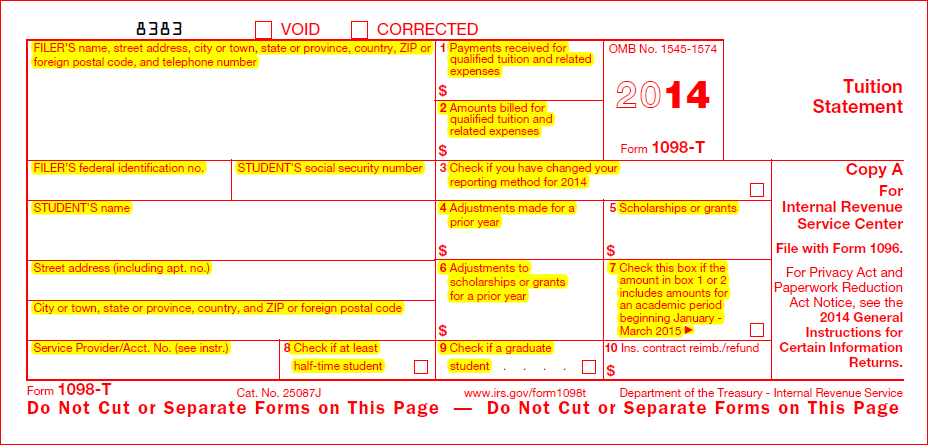 8383
VOID
CORRECTED
FILER'S name, street address, city or town, state or province, country, ZIP or
foreign postal code, and telephone number
1 Payments received for
qualified tuition and related
expenses
$
2 Amounts billed for
qualified tuition and
related expenses
$
OMB No. 1545-1574
2014
Form 1098-T
Tuition
Statement
FILER'S federal identification no.
STUDENT'S social security number
3 Check if you have changed your
reporting method for 2014
Copy A
For
Internal Revenue
Service Center
File with Form 1096.
For Privacy Act and
Paperwork Reduction
Act Notice, see the
2014 General
Instructions for
Certain Information
Returns.
STUDENT'S name
4 Adjustments made for a
prior year
$
5 Scholarships or grants
$
Street address (including apt. no.)
6 Adjustments to
scholarships or grants
for a prior year
$
7 Check this box if the
amount in box 1 or 2
includes amounts for
an academic period
beginning January -
March 2015 ►
City or town, state or province, country, and ZIP or foreign postal code
Service Provider/Acct. No. (see instr.)
8 Check if at least
half-time student
9 Check if a graduate
student . . . .
10 Ins. contract reimb./refund
$
Form 1098-T
Cat. No. 25087J
www.irs.gov/form1098t
Department of the Treasury - Internal Revenue Service
Do Not Cut or Separate Forms on This Page — Do Not Cut or Separate Forms on This Page